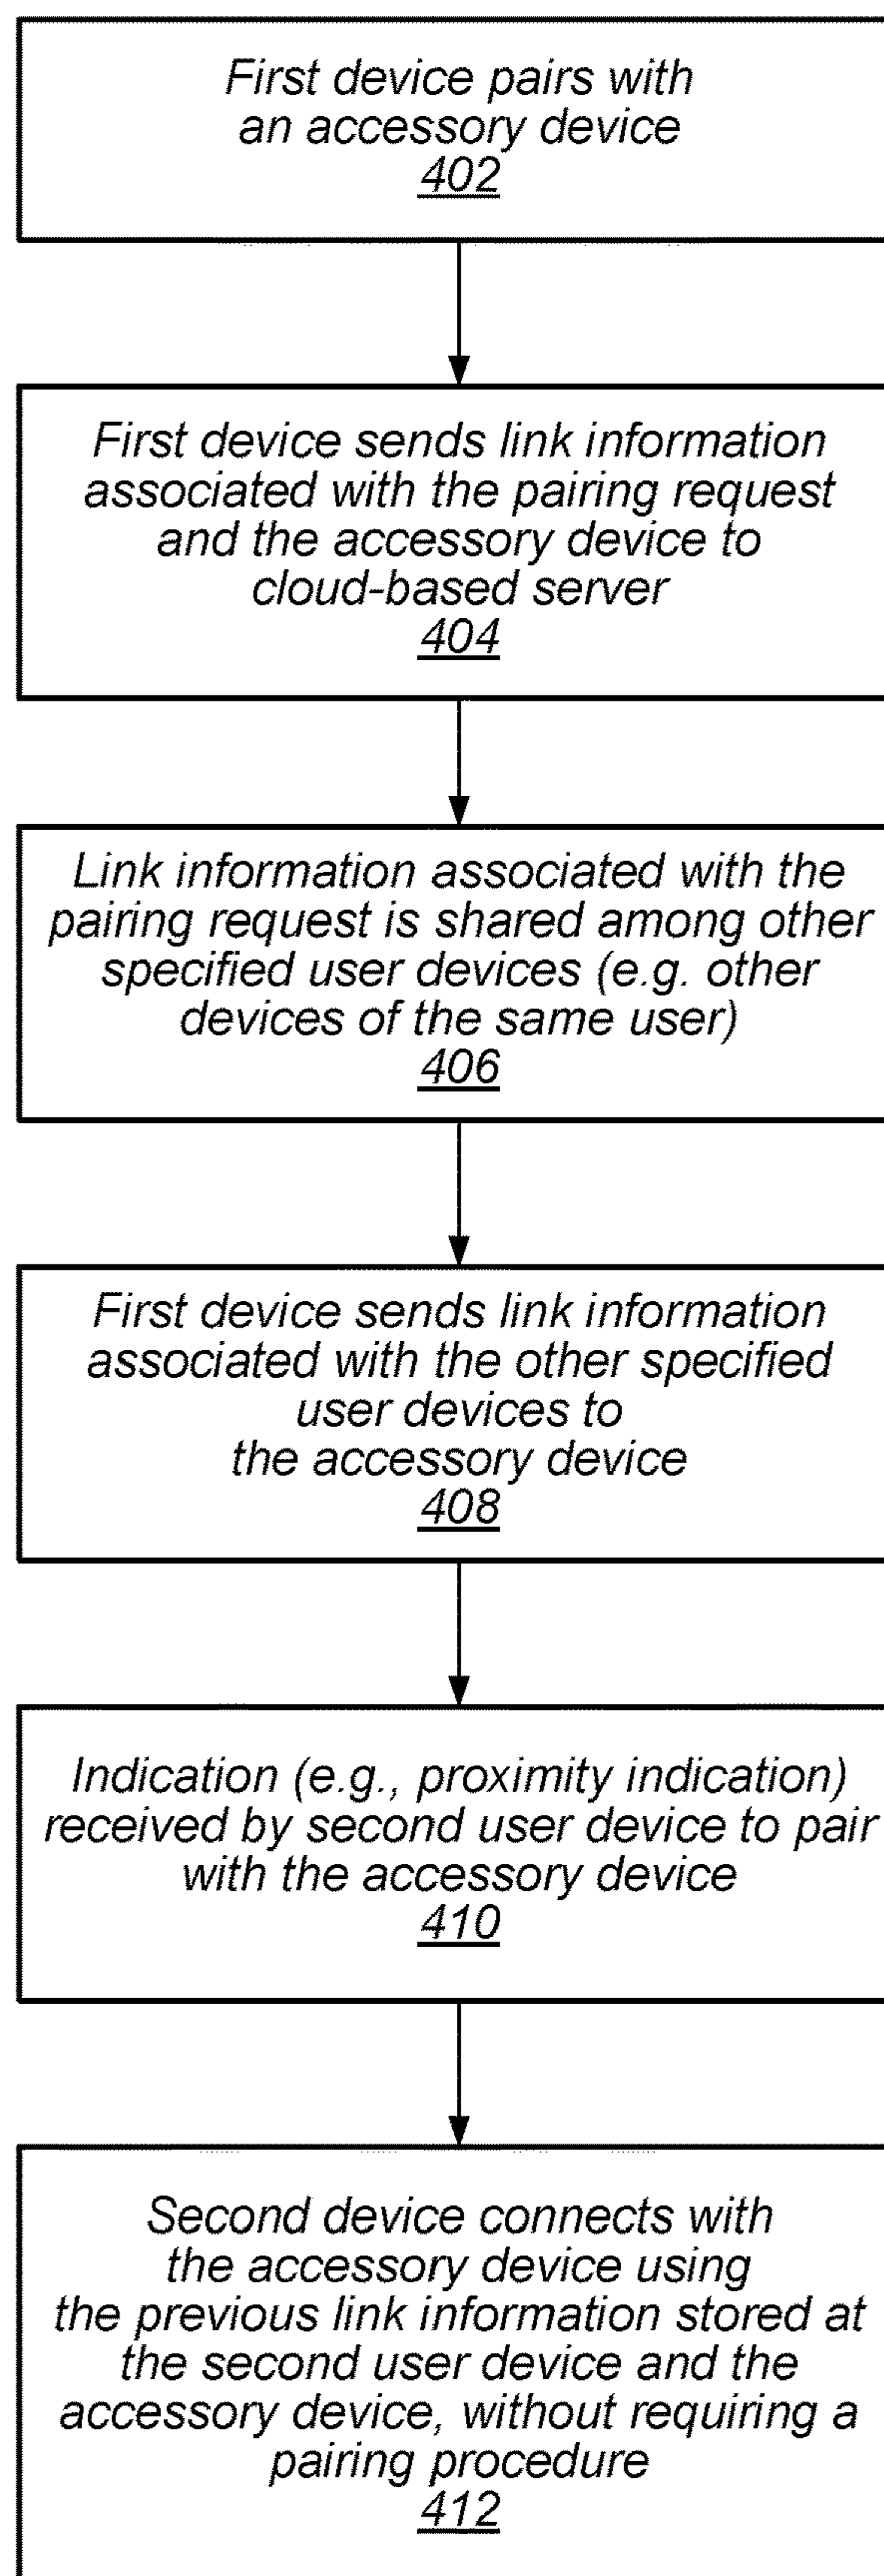 First device pairs with
an accessory device
402
First device sends link information
associated with the pairing request
and the accessory device to
cloud-based server
404
Link information associated with the
pairing request is shared among other
specified user devices (e.g. other
devices of the same user)
406
First device sends link information
associated with the other specified
user devices to
the accessory device
408
Indication (e.g., proximity indication)
received by second user device to pair
with the accessory device
410
Second device connects with
the accessory device using
the previous link information stored at
the second user device and the
accessory device, without requiring a
pairing procedure
412